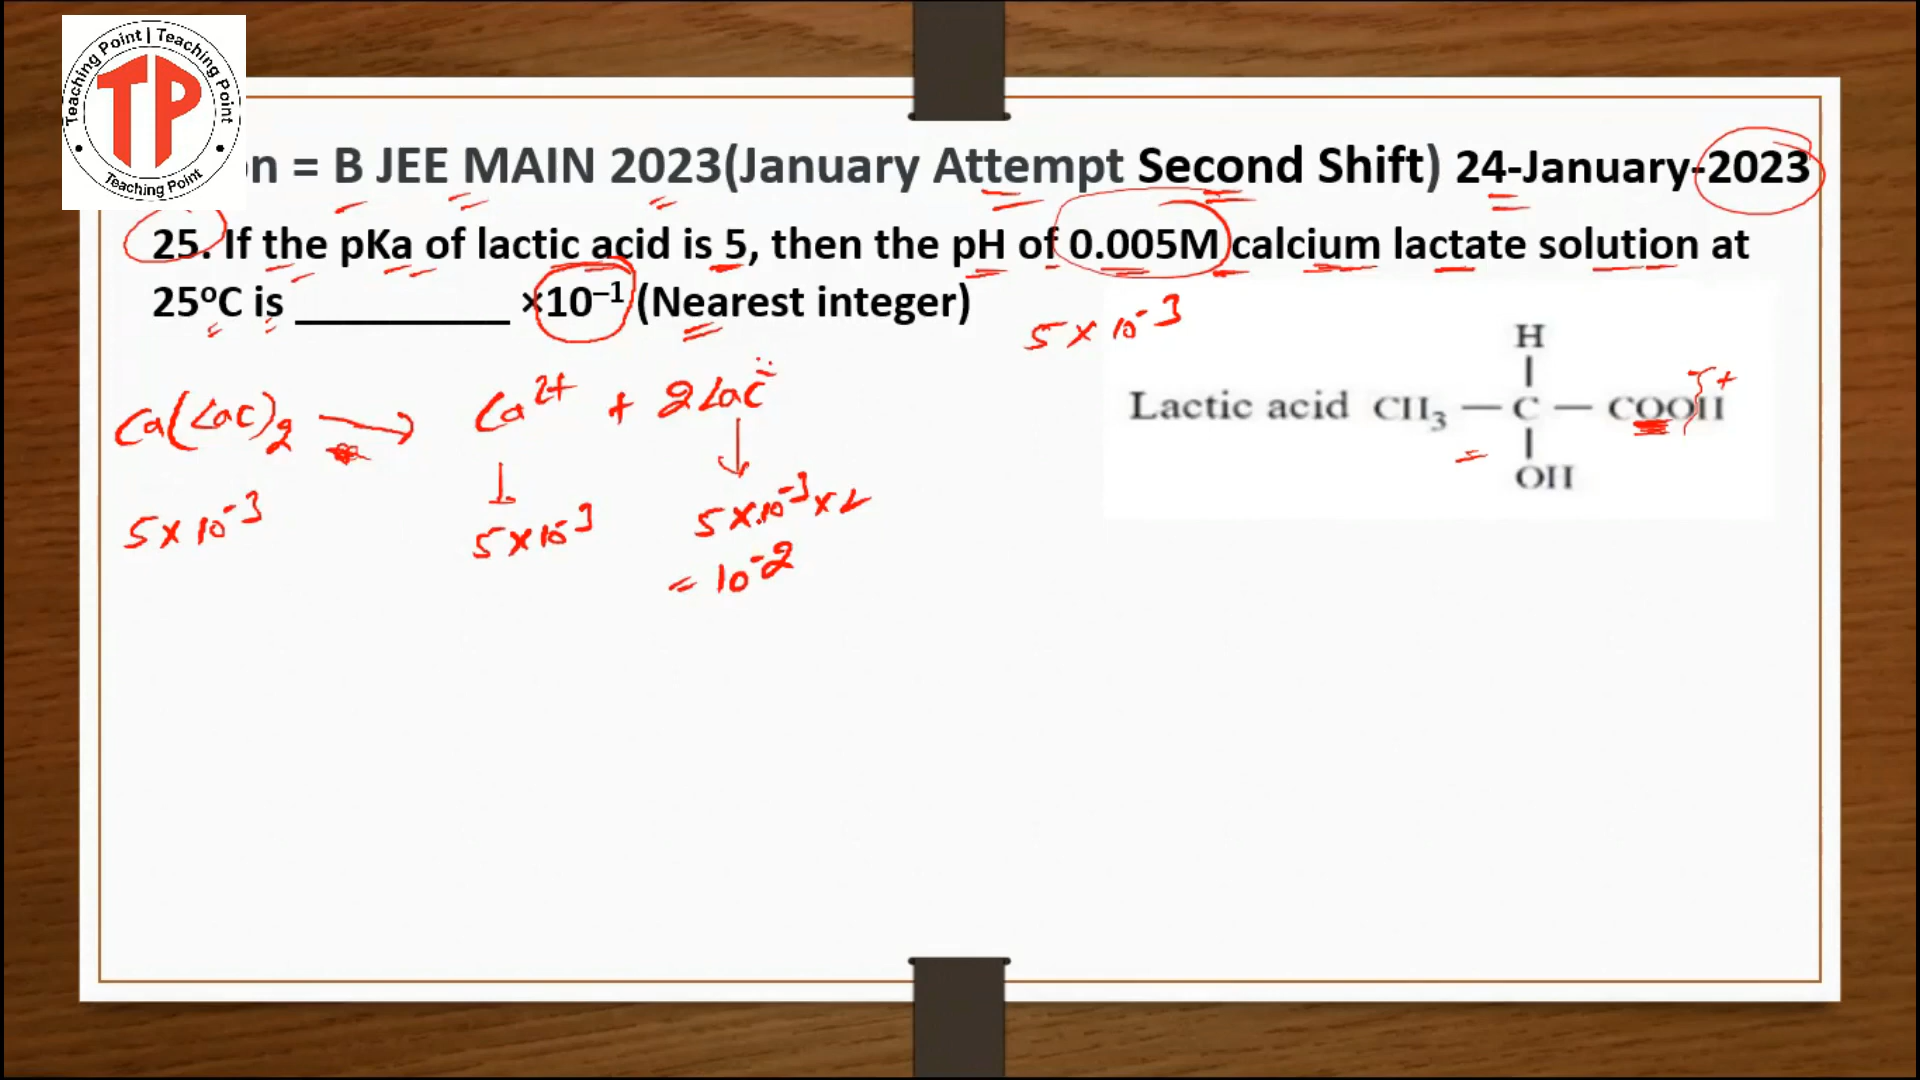 Teaching Point | Teaching Point
TP
Teaching Point
on = B JEE MAIN 2023(January Attempt Second Shift) 24-January-2023
25. If the pKa of lactic acid is 5, then the pH of 0.005M calcium lactate solution at
25°C is __________ ×10⁻¹ (Nearest integer)
5 × 10⁻³
H
Lactic acid CH₃ — C — COOH
OH
Ca(Lac)₂ → Ca²⁺ + 2Lac⁻
5 × 10⁻³ 5 × 10⁻³ 5 × 10⁻³ × 2
= 10⁻²